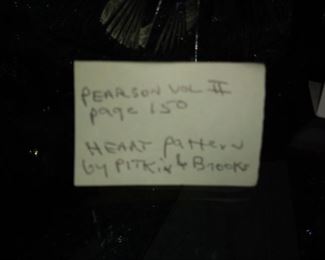 PEARSON VOL II
page 150
HEART Pattern
by PITKIN & Brooks